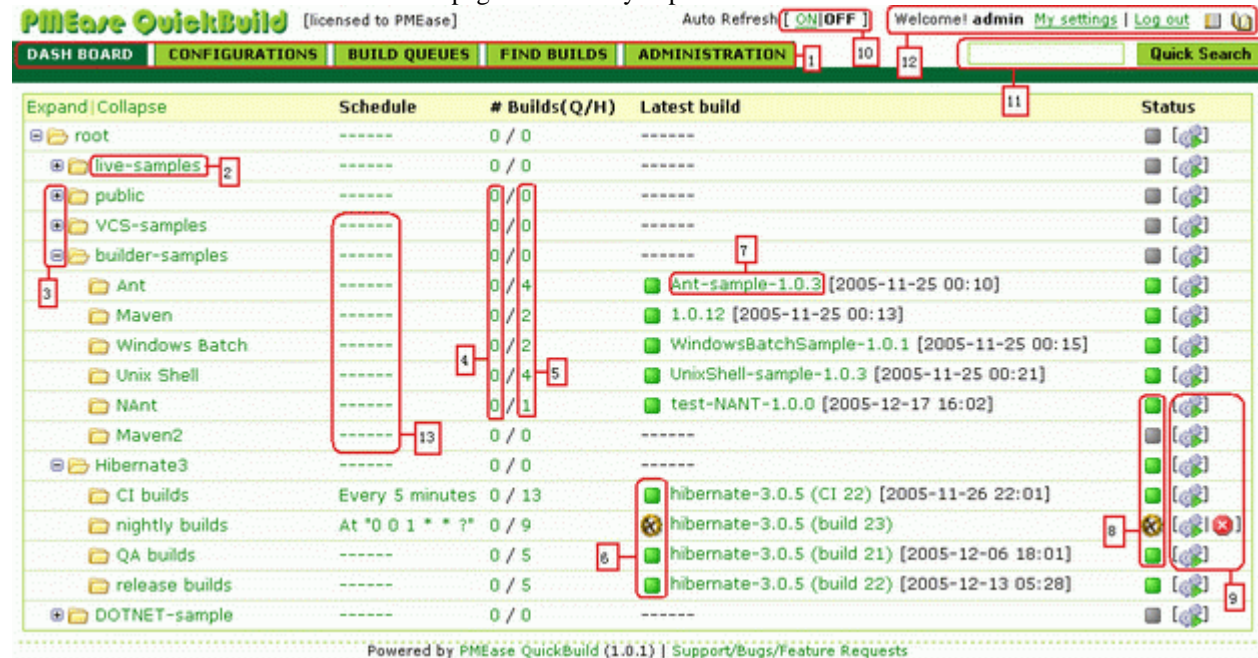 PMEase QuickBuild [licensed to PMEase] Auto Refresh[ ON|OFF ] Welcome! admin My settings | Log out
DASH BOARD CONFIGURATIONS BUILD QUEUES FIND BUILDS ADMINISTRATION 1 10 12 Quick Search
Expand|Collapse Schedule # Builds(Q/H) Latest build 11 Status
root ------ 0 / 0 ------ [ ]
live-samples 2 ------ 0 / 0 ------ [ ]
public ------ 0 / 0 ------ [ ]
VCS-samples ------ 0 / 0 ------ [ ]
builder-samples ------ 0 / 0 ------ 7 [ ]
3 Ant ------ 0 / 4 Ant-sample-1.0.3 [2005-11-25 00:10] [ ]
Maven ------ 0 / 2 1.0.12 [2005-11-25 00:13] [ ]
Windows Batch ------ 4 0 / 2 5 WindowsBatchSample-1.0.1 [2005-11-25 00:15] [ ]
Unix Shell ------ 0 / 4 UnixShell-sample-1.0.3 [2005-11-25 00:21] [ ]
NAnt ------ 0 / 1 test-NANT-1.0.0 [2005-12-17 16:02] [ ]
Maven2 ------ 13 0 / 0 ------ [ ]
Hibernate3 ------ 0 / 0 ------ [ ]
CI builds Every 5 minutes 0 / 13 hibernate-3.0.5 (CI 22) [2005-11-26 22:01] [ ]
nightly builds At "0 0 1 * * ?" 0 / 9 hibernate-3.0.5 (build 23) 8 [ | ]
QA builds ------ 0 / 5 6 hibernate-3.0.5 (build 21) [2005-12-06 18:01] [ ]
release builds ------ 0 / 5 hibernate-3.0.5 (build 22) [2005-12-13 05:28] [ ] 9
DOTNET-sample ------ 0 / 0 ------ [ ]
Powered by PMEase QuickBuild (1.0.1) | Support/Bugs/Feature Requests